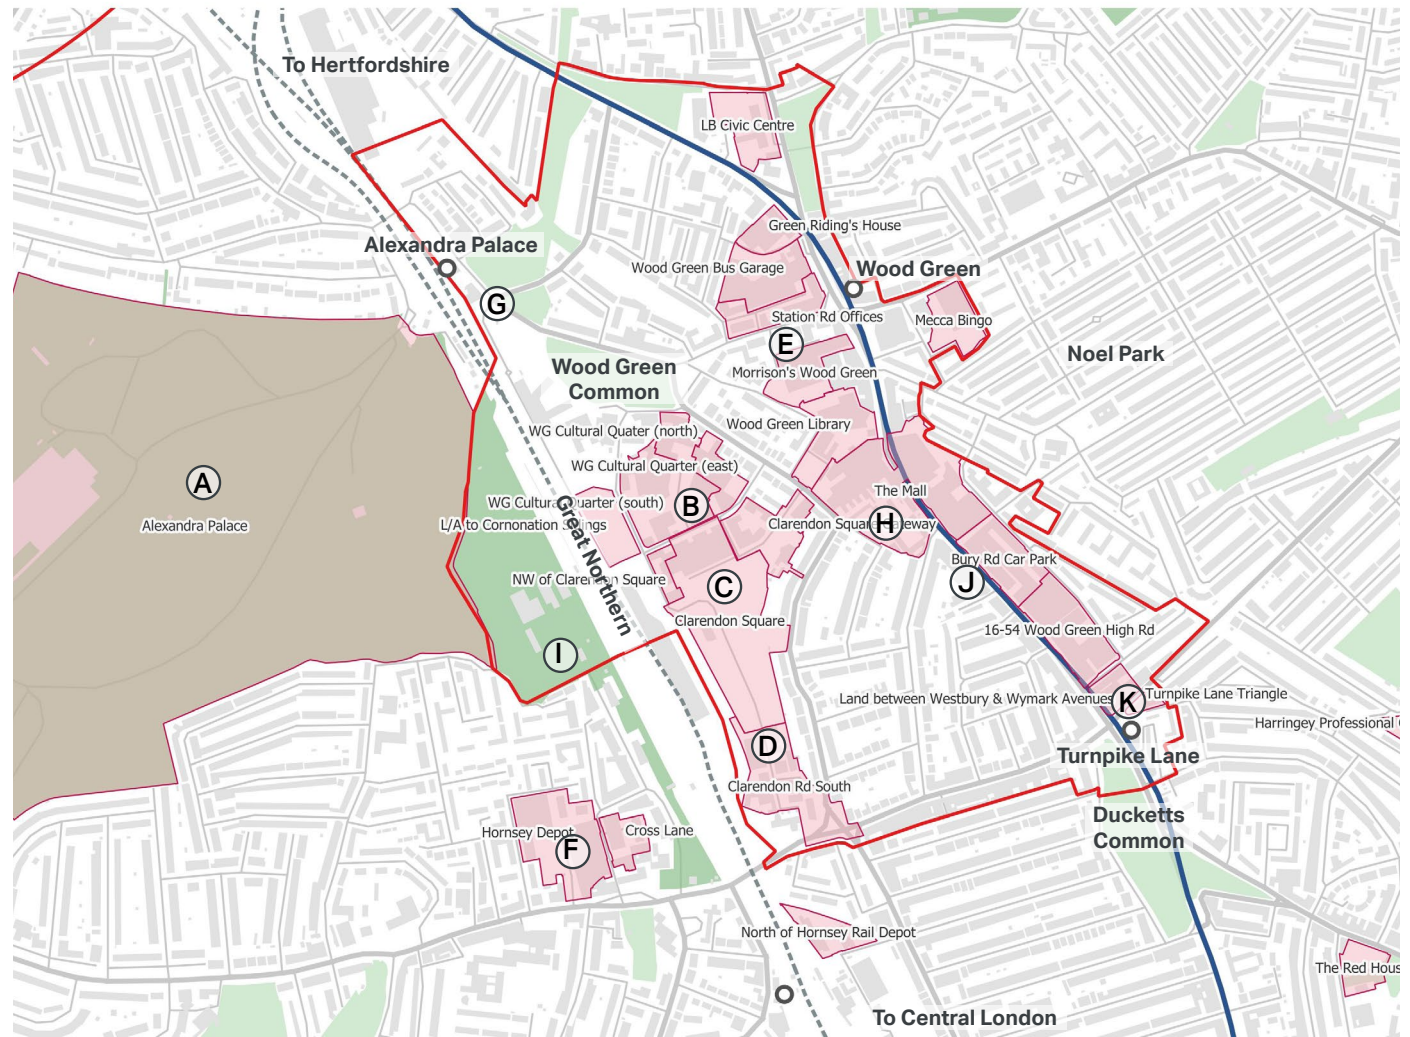 To Hertfordshire
LB Civic Centre
Green Riding's House
Alexandra Palace
Wood Green Bus Garage
Wood Green
G
Station Rd Offices
Mecca Bingo
E
Noel Park
Wood Green
Common
Morrison's Wood Green
WG Cultural Quater (north)
Wood Green Library
WG Cultural Quarter (east)
A
The Mall
WG Cultural Quarter (south)
B
Alexandra Palace
L/A to Cornonation Sidings
Clarendon Square Gateway
H
Great Northern
Bury Rd Car Park
NW of Clarendon Square
J
C
Clarendon Square
16-54 Wood Green High Rd
I
Land between Westbury & Wymark Avenues
K
Turnpike Lane Triangle
Harringey Professional
D
Turnpike Lane
Clarendon Rd South
Ducketts
Common
Hornsey Depot
Cross Lane
F
North of Hornsey Rail Depot
The Red Hous
To Central London